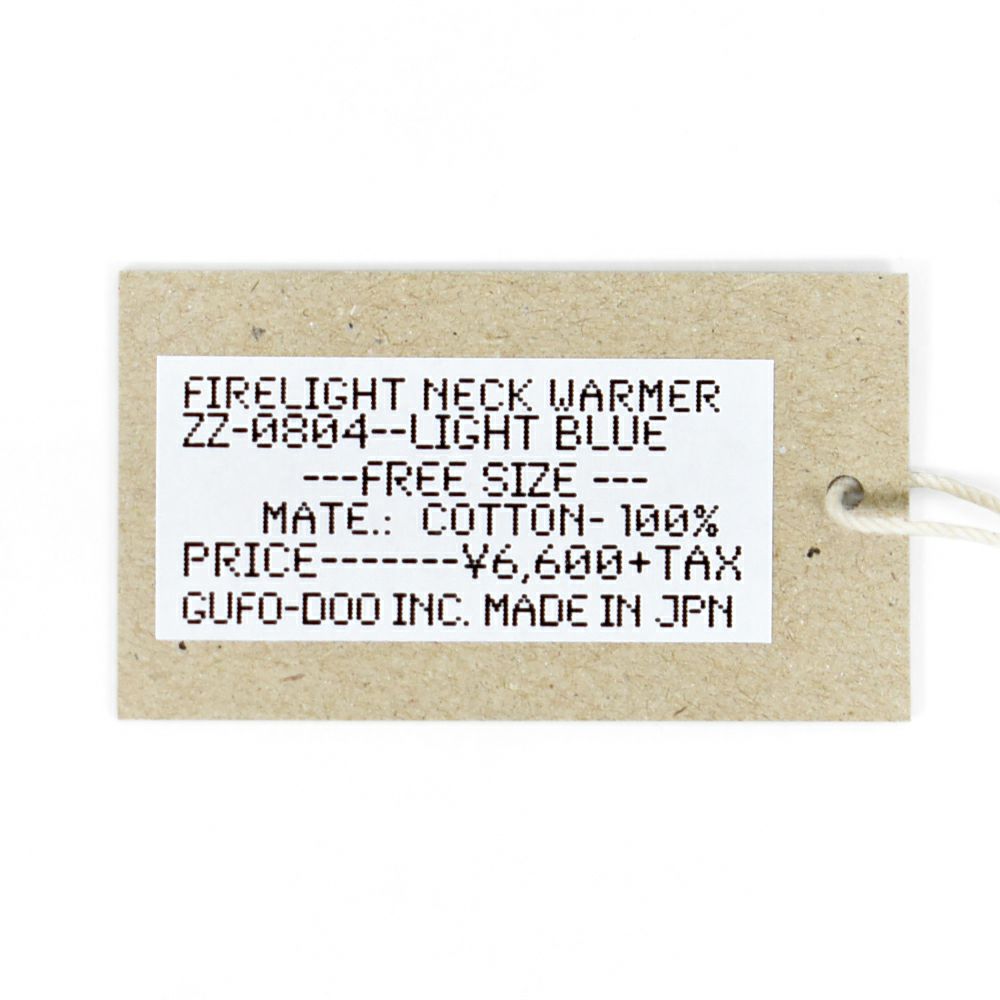 FIRELIGHT NECK WARMER
ZZ-0804--LIGHT BLUE
---FREE SIZE ---
MATE.: COTTON- 100%
PRICE-------¥6,600+TAX
GUFO-DOO INC. MADE IN JPN